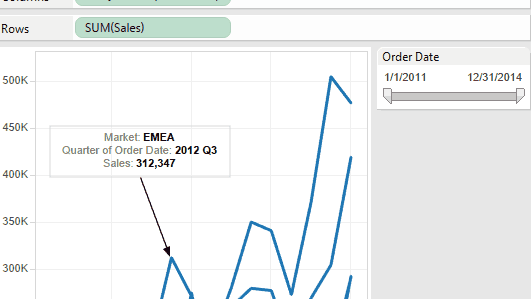 Rows
SUM(Sales)
Order Date
1/1/2011 12/31/2014
500K
450K
Market: EMEA
Quarter of Order Date: 2012 Q3
Sales: 312,347
400K
350K
300K